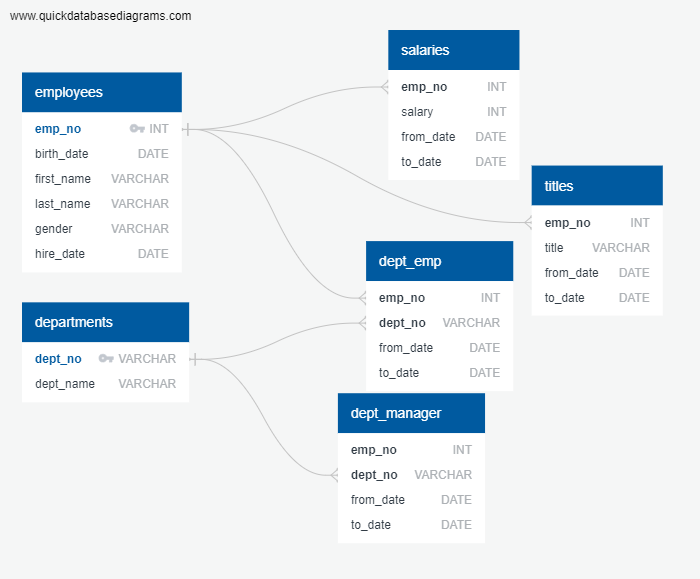 www.quickdatabasediagrams.com
employees
emp_no INT
birth_date DATE
first_name VARCHAR
last_name VARCHAR
gender VARCHAR
hire_date DATE
departments
dept_no VARCHAR
dept_name VARCHAR
salaries
emp_no INT
salary INT
from_date DATE
to_date DATE
titles
emp_no INT
title VARCHAR
from_date DATE
to_date DATE
dept_emp
emp_no INT
dept_no VARCHAR
from_date DATE
to_date DATE
dept_manager
emp_no INT
dept_no VARCHAR
from_date DATE
to_date DATE